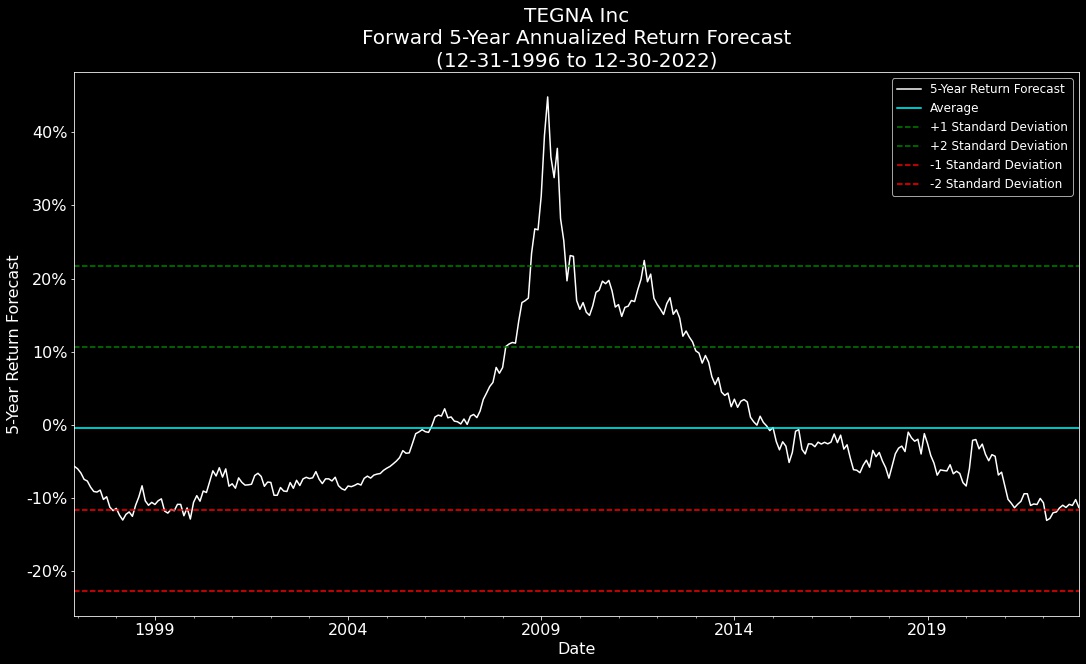 TEGNA Inc
Forward 5-Year Annualized Return Forecast
(12-31-1996 to 12-30-2022)
5-Year Return Forecast
Average
+1 Standard Deviation
+2 Standard Deviation
-1 Standard Deviation
-2 Standard Deviation
5-Year Return Forecast
40%
30%
20%
10%
0%
-10%
-20%
1999
2004
2009
2014
2019
Date